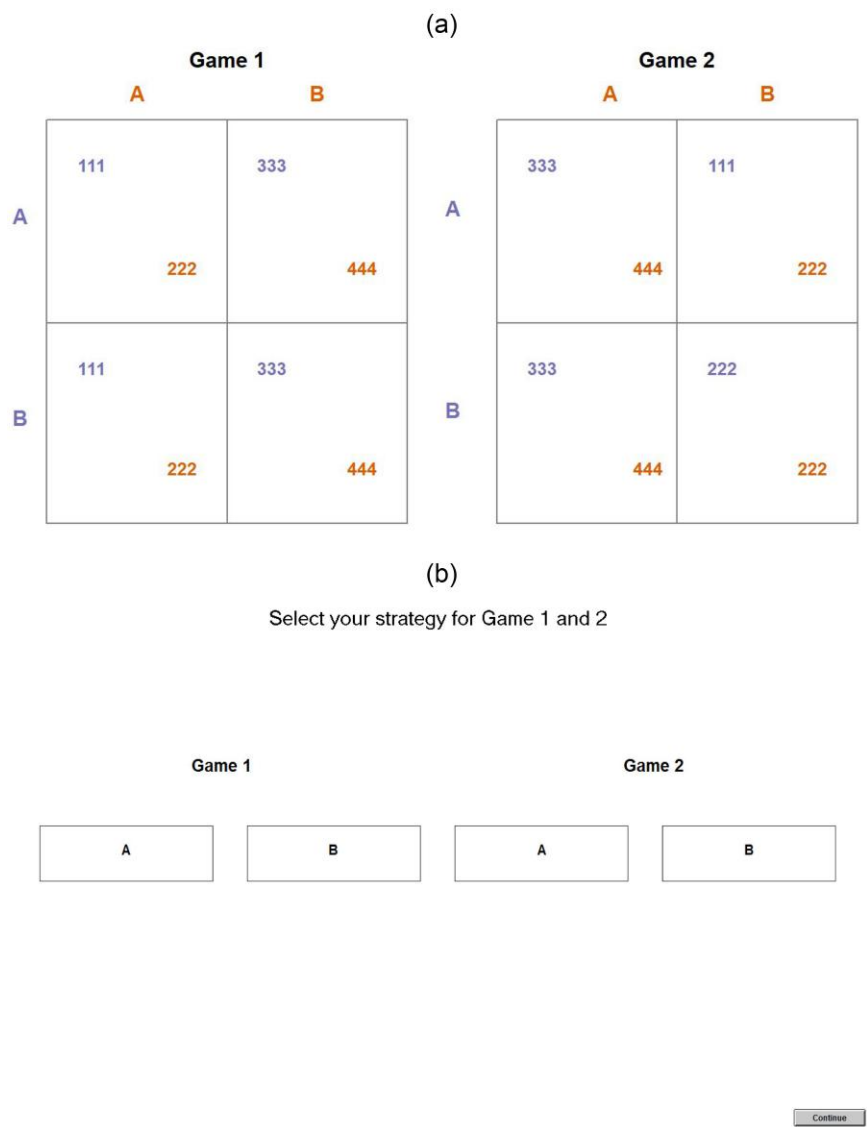 (a)
Game 1 Game 2
A B A B
111 333 333 111
A A
222 444 444 222
111 333 333 222
B B
222 444 444 222
(b)
Select your strategy for Game 1 and 2
Game 1 Game 2
A B A B
Continue